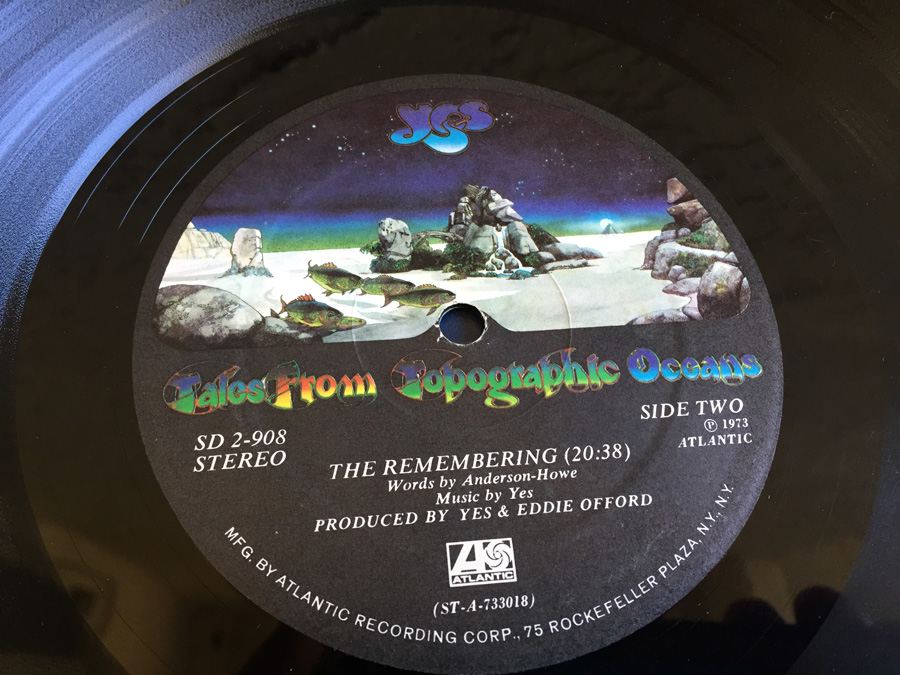 yes
Tales From Topographic Oceans
SIDE TWO
Ⓟ 1973
ATLANTIC
SD 2-908
STEREO
THE REMEMBERING (20:38)
Words by Anderson-Howe
Music by Yes
PRODUCED BY YES & EDDIE OFFORD
ATLANTIC
(ST-A-733018)
MFG. BY ATLANTIC RECORDING CORP., 75 ROCKEFELLER PLAZA, N.Y., N.Y.